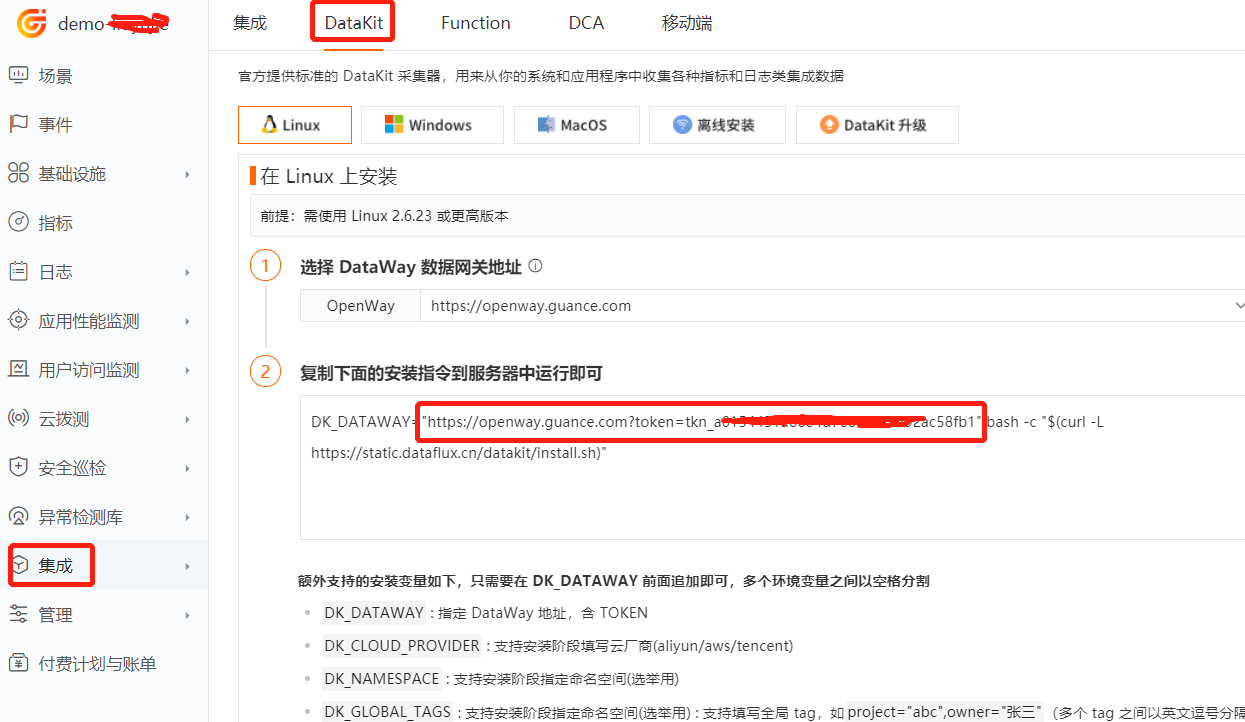 demo-
集成
DataKit
Function
DCA
移动端
场景
事件
基础设施
指标
日志
应用性能监测
用户访问监测
云拨测
安全巡检
异常检测库
集成
管理
付费计划与账单
官方提供标准的 DataKit 采集器，用来从你的系统和应用程序中收集各种指标和日志类集成数据
Linux
Windows
MacOS
离线安装
DataKit 升级
在 Linux 上安装
前提：需使用 Linux 2.6.23 或更高版本
1 选择 DataWay 数据网关地址
OpenWay https://openway.guance.com
2 复制下面的安装指令到服务器中运行即可
DK_DATAWAY="https://openway.guance.com?token=tkn_ 2ac58fb1" bash -c "$(curl -L
https://static.dataflux.cn/datakit/install.sh)"
额外支持的安装变量如下，只需要在 DK_DATAWAY 前面追加即可，多个环境变量之间以空格分割
DK_DATAWAY：指定 DataWay 地址，含 TOKEN
DK_CLOUD_PROVIDER：支持安装阶段填写云厂商(aliyun/aws/tencent)
DK_NAMESPACE：支持安装阶段指定命名空间(选举用)
DK_GLOBAL_TAGS：支持安装阶段指定命名空间(选举用)：支持填写全局 tag，如 project="abc",owner="张三" （多个 tag 之间以英文逗号分隔